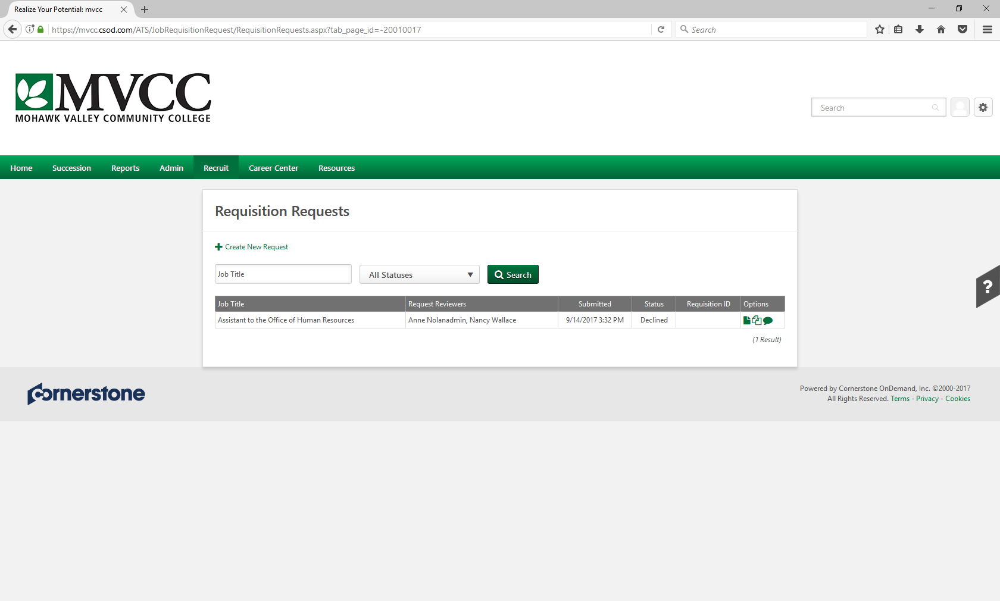 Realize Your Potential: mvcc
https://mvcc.csod.com/ATS/JobRequisitionRequest/RequisitionRequests.aspx?tab_page_id=-20010017
Search
MVCC
MOHAWK VALLEY COMMUNITY COLLEGE
Search
Home Succession Reports Admin Recruit Career Center Resources
Requisition Requests
Create New Request
Job Title All Statuses Search
?
Job Title Request Reviewers Submitted Status Requisition ID Options
Assistant to the Office of Human Resources Anne Nolanadmin, Nancy Wallace 9/14/2017 3:32 PM Declined
(1 Result)
Cornerstone
Powered by Cornerstone OnDemand, Inc. ©2000-2017
All Rights Reserved. Terms - Privacy - Cookies